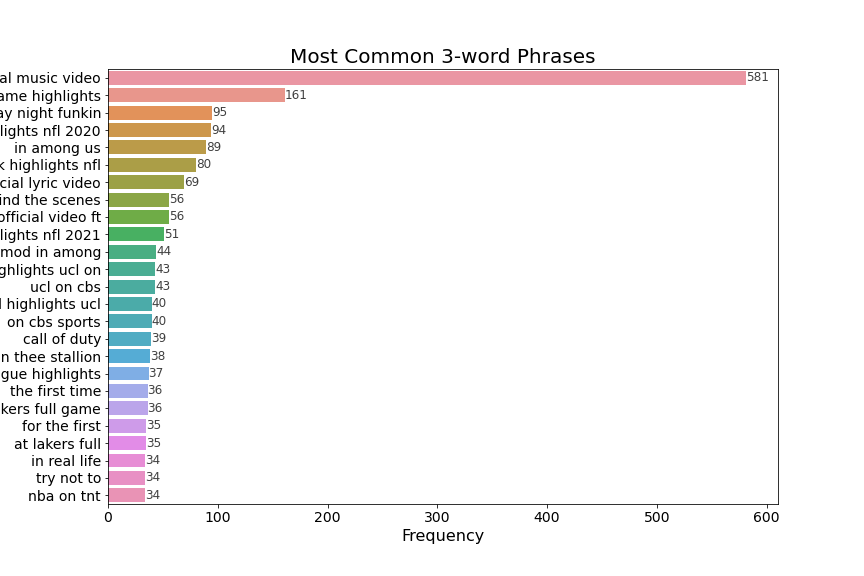 Most Common 3-word Phrases
al music video 581
ame highlights 161
ay night funkin 95
lights nfl 2020 94
in among us 89
k highlights nfl 80
cial lyric video 69
ind the scenes 56
official video ft 56
lights nfl 2021 51
mod in among 44
ghlights ucl on 43
ucl on cbs 43
l highlights ucl 40
on cbs sports 40
call of duty 39
n thee stallion 38
gue highlights 37
the first time 36
kers full game 36
for the first 35
at lakers full 35
in real life 34
try not to 34
nba on tnt 34
0 100 200 300 400 500 600
Frequency